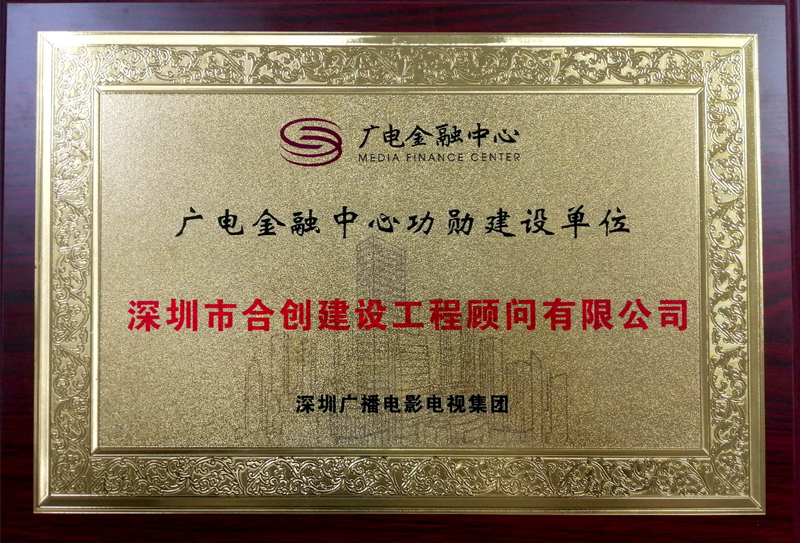 广电金融中心
MEDIA FINANCE CENTER
广电金融中心功勋建设单位
深圳市合创建设工程顾问有限公司
深圳广播电影电视集团